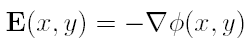 𝐄(x, y) = −∇ϕ(x, y)